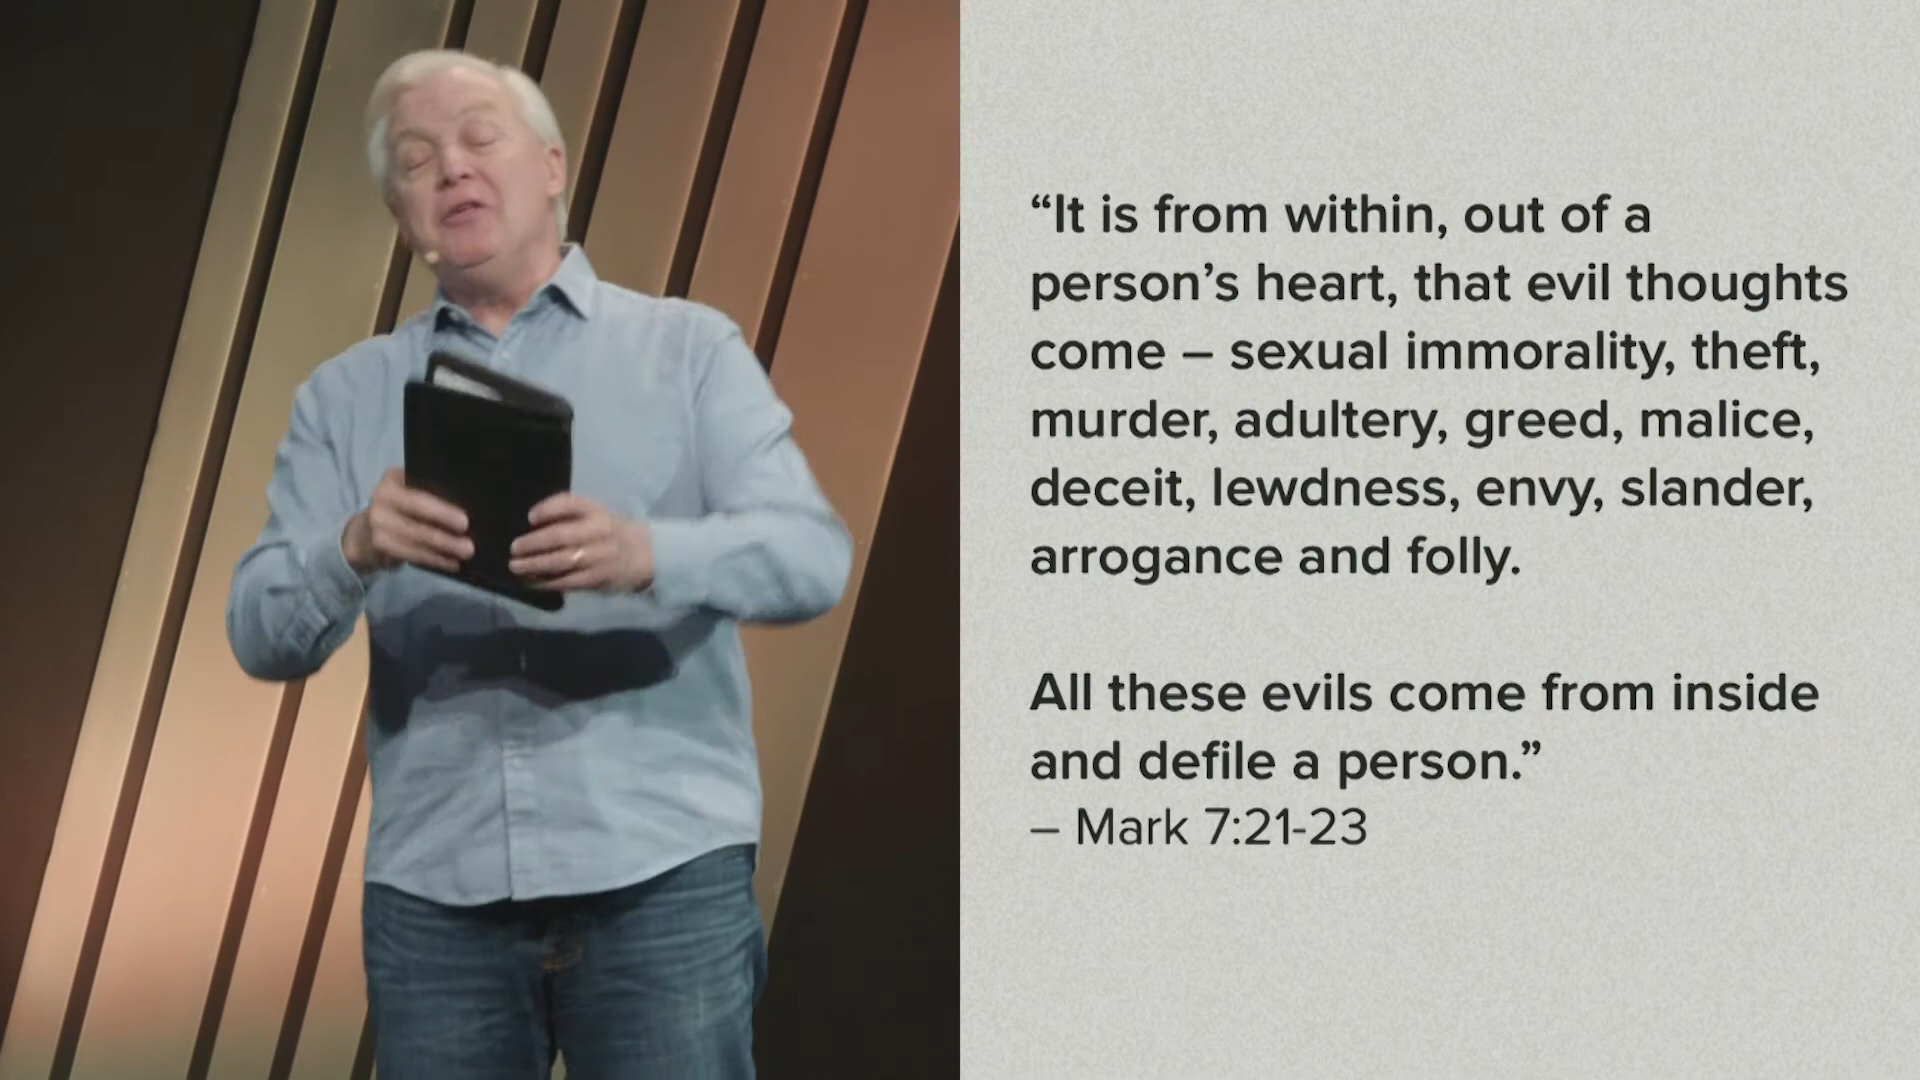 “It is from within, out of a
person’s heart, that evil thoughts
come – sexual immorality, theft,
murder, adultery, greed, malice,
deceit, lewdness, envy, slander,
arrogance and folly.
All these evils come from inside
and defile a person.”
– Mark 7:21-23